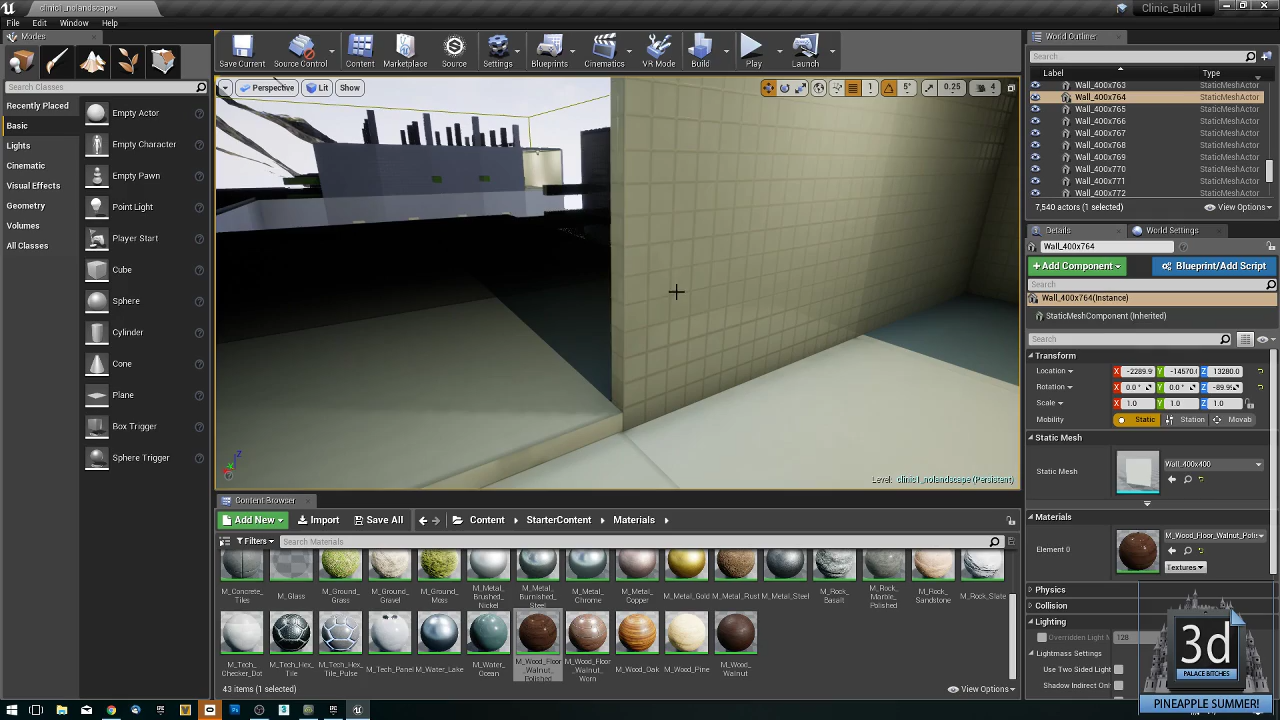 clinic1_nolandscape*
Clinic_Build1
File Edit Window Help
Modes
World Outliner
Save Current Source Control Content Marketplace Source Settings Blueprints Cinematics VR Mode Build Play Launch
Search
Label Type
Search Classes
Perspective Lit Show
5° 0.25 4
Wall_400x763 StaticMeshActor
Wall_400x764 StaticMeshActor
Wall_400x765 StaticMeshActor
Wall_400x766 StaticMeshActor
Wall_400x767 StaticMeshActor
Wall_400x768 StaticMeshActor
Wall_400x769 StaticMeshActor
Wall_400x770 StaticMeshActor
Wall_400x771 StaticMeshActor
Wall_400x772 StaticMeshActor
7,540 actors (1 selected) View Options
Recently Placed
Basic
Lights
Cinematic
Visual Effects
Geometry
Volumes
All Classes
Empty Actor
Empty Character
Empty Pawn
Point Light
Player Start
Cube
Sphere
Cylinder
Cone
Plane
Box Trigger
Sphere Trigger
Details World Settings
Wall_400x764
Add Component Blueprint/Add Script
Search
Wall_400x764(Instance)
StaticMeshComponent (Inherited)
Search
Transform
Location X -2289.9 Y -14570.( Z 13280.0
Rotation X 0.0° Y 0.0° Z -89.9
Scale X 1.0 Y 1.0 Z 1.0
Mobility Static Station Movab
Static Mesh
Static Mesh Wall_400x400
Materials
Element 0 M_Wood_Floor_Walnut_Polis
Textures
Physics
Collision
Lighting
Overridden Light M 128
Lightmass Settings
Use Two Sided Light
Shadow Indirect Onl
Level: clinic1_nolandscape (Persistent)
Content Browser
Add New Import Save All Content StarterContent Materials
Filters Search Materials
M_Concrete_Tiles M_Glass M_Ground_Grass M_Ground_Gravel M_Ground_Moss M_Metal_Brushed_Nickel M_Metal_Burnished_Steel M_Metal_Chrome M_Metal_Copper M_Metal_Gold M_Metal_Rust M_Metal_Steel M_Rock_Basalt M_Rock_Marble_Polished M_Rock_Sandstone M_Rock_Slate
M_Tech_Checker_Dot M_Tech_Hex_Tile M_Tech_Hex_Tile_Pulse M_Tech_Panel M_Water_Lake M_Water_Ocean M_Wood_Floor_Walnut_Polished M_Wood_Floor_Walnut_Worn M_Wood_Oak M_Wood_Pine M_Wood_Walnut
43 items (1 selected) View Options
3d
PALACE BITCHES
PINEAPPLE SUMMER!